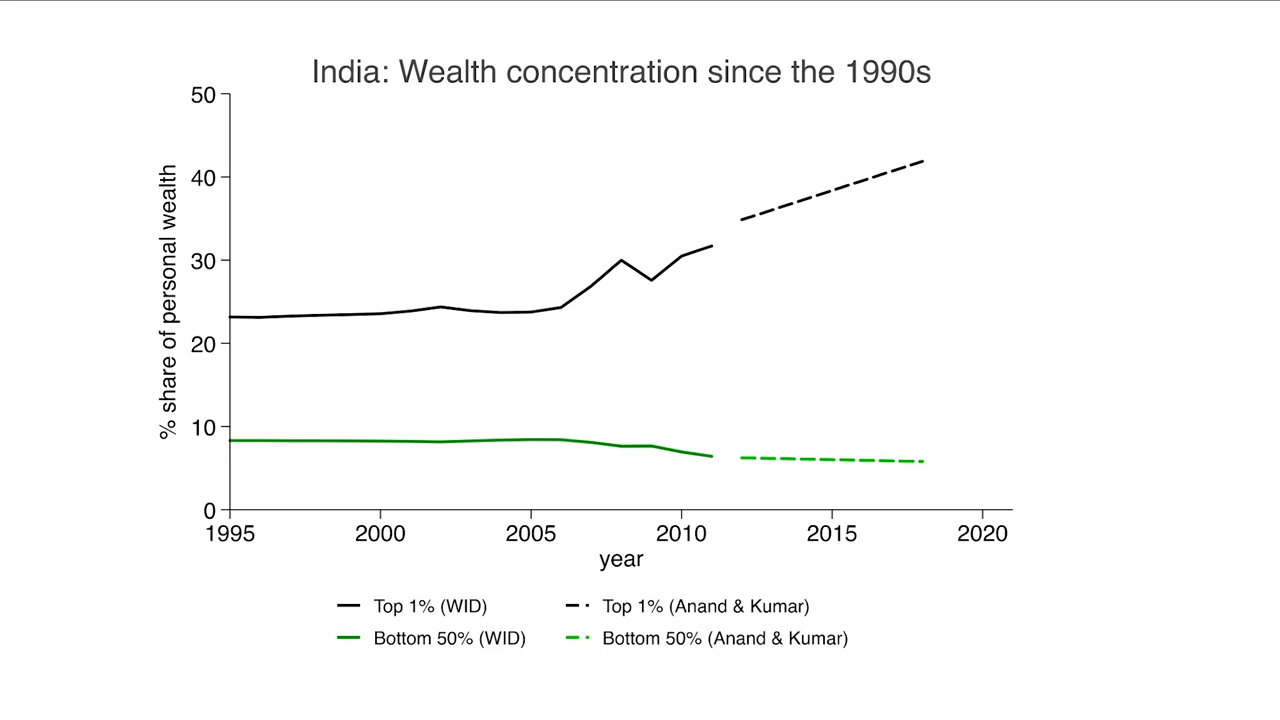 India: Wealth concentration since the 1990s
50
40
30
20
10
0
% share of personal wealth
1995 2000 2005 2010 2015 2020
year
Top 1% (WID) Top 1% (Anand & Kumar)
Bottom 50% (WID) Bottom 50% (Anand & Kumar)